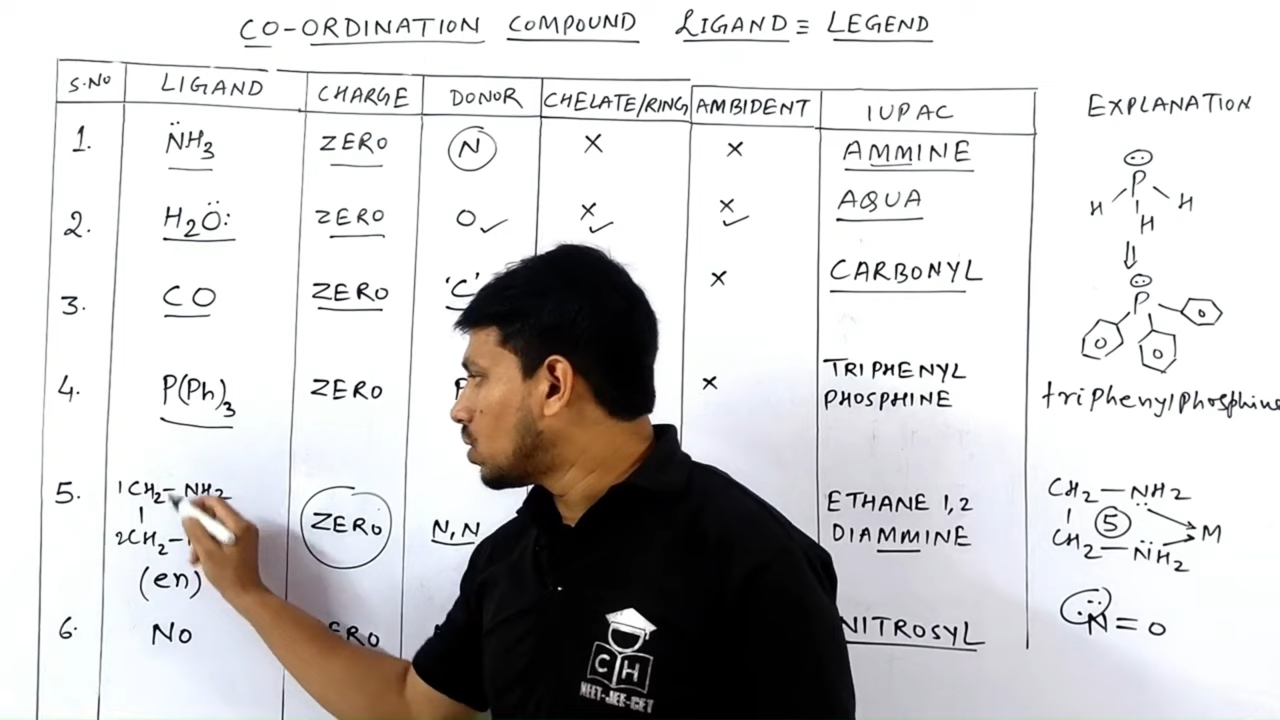 CO-ORDINATION COMPOUND LIGAND ≡ LEGEND
S.NO LIGAND CHARGE DONOR CHELATE/RING AMBIDENT IUPAC EXPLANATION
1. N̈H₃ ZERO N × × AMMINE
P
H H
H
2. H₂Ö: ZERO O ✓ × ✓ × ✓ AQUA
⇓
3. CO ZERO 'C' × CARBONYL
P
4. P(Ph)₃ ZERO × TRIPHENYL
PHOSPHINE
triphenylphosphine
5. 1CH₂-NH₂
2CH₂-
(en)
ZERO N,N ETHANE 1,2
DIAMMINE
CH₂-NH₂
5 M
CH₂-NH₂
6. NO NITROSYL N=O
CH
NEET-JEE-CET